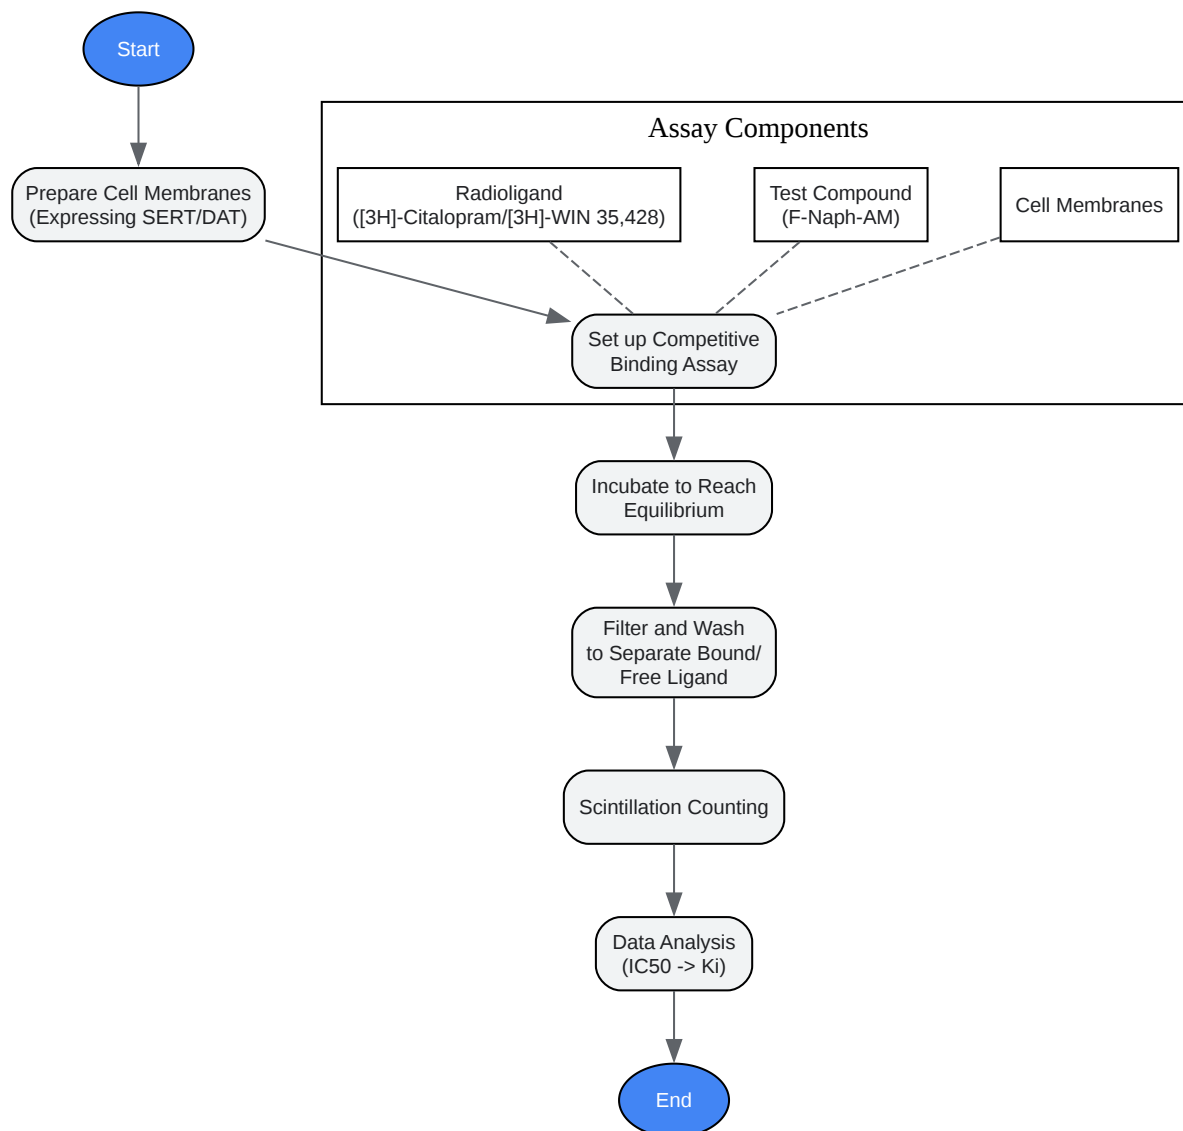 Start
Assay Components
Prepare Cell Membranes
(Expressing SERT/DAT)
Radioligand
([3H]-Citalopram/[3H]-WIN 35,428)
Test Compound
(F-Naph-AM)
Cell Membranes
Set up Competitive
Binding Assay
Incubate to Reach
Equilibrium
Filter and Wash
to Separate Bound/
Free Ligand
Scintillation Counting
Data Analysis
(IC50 -> Ki)
End